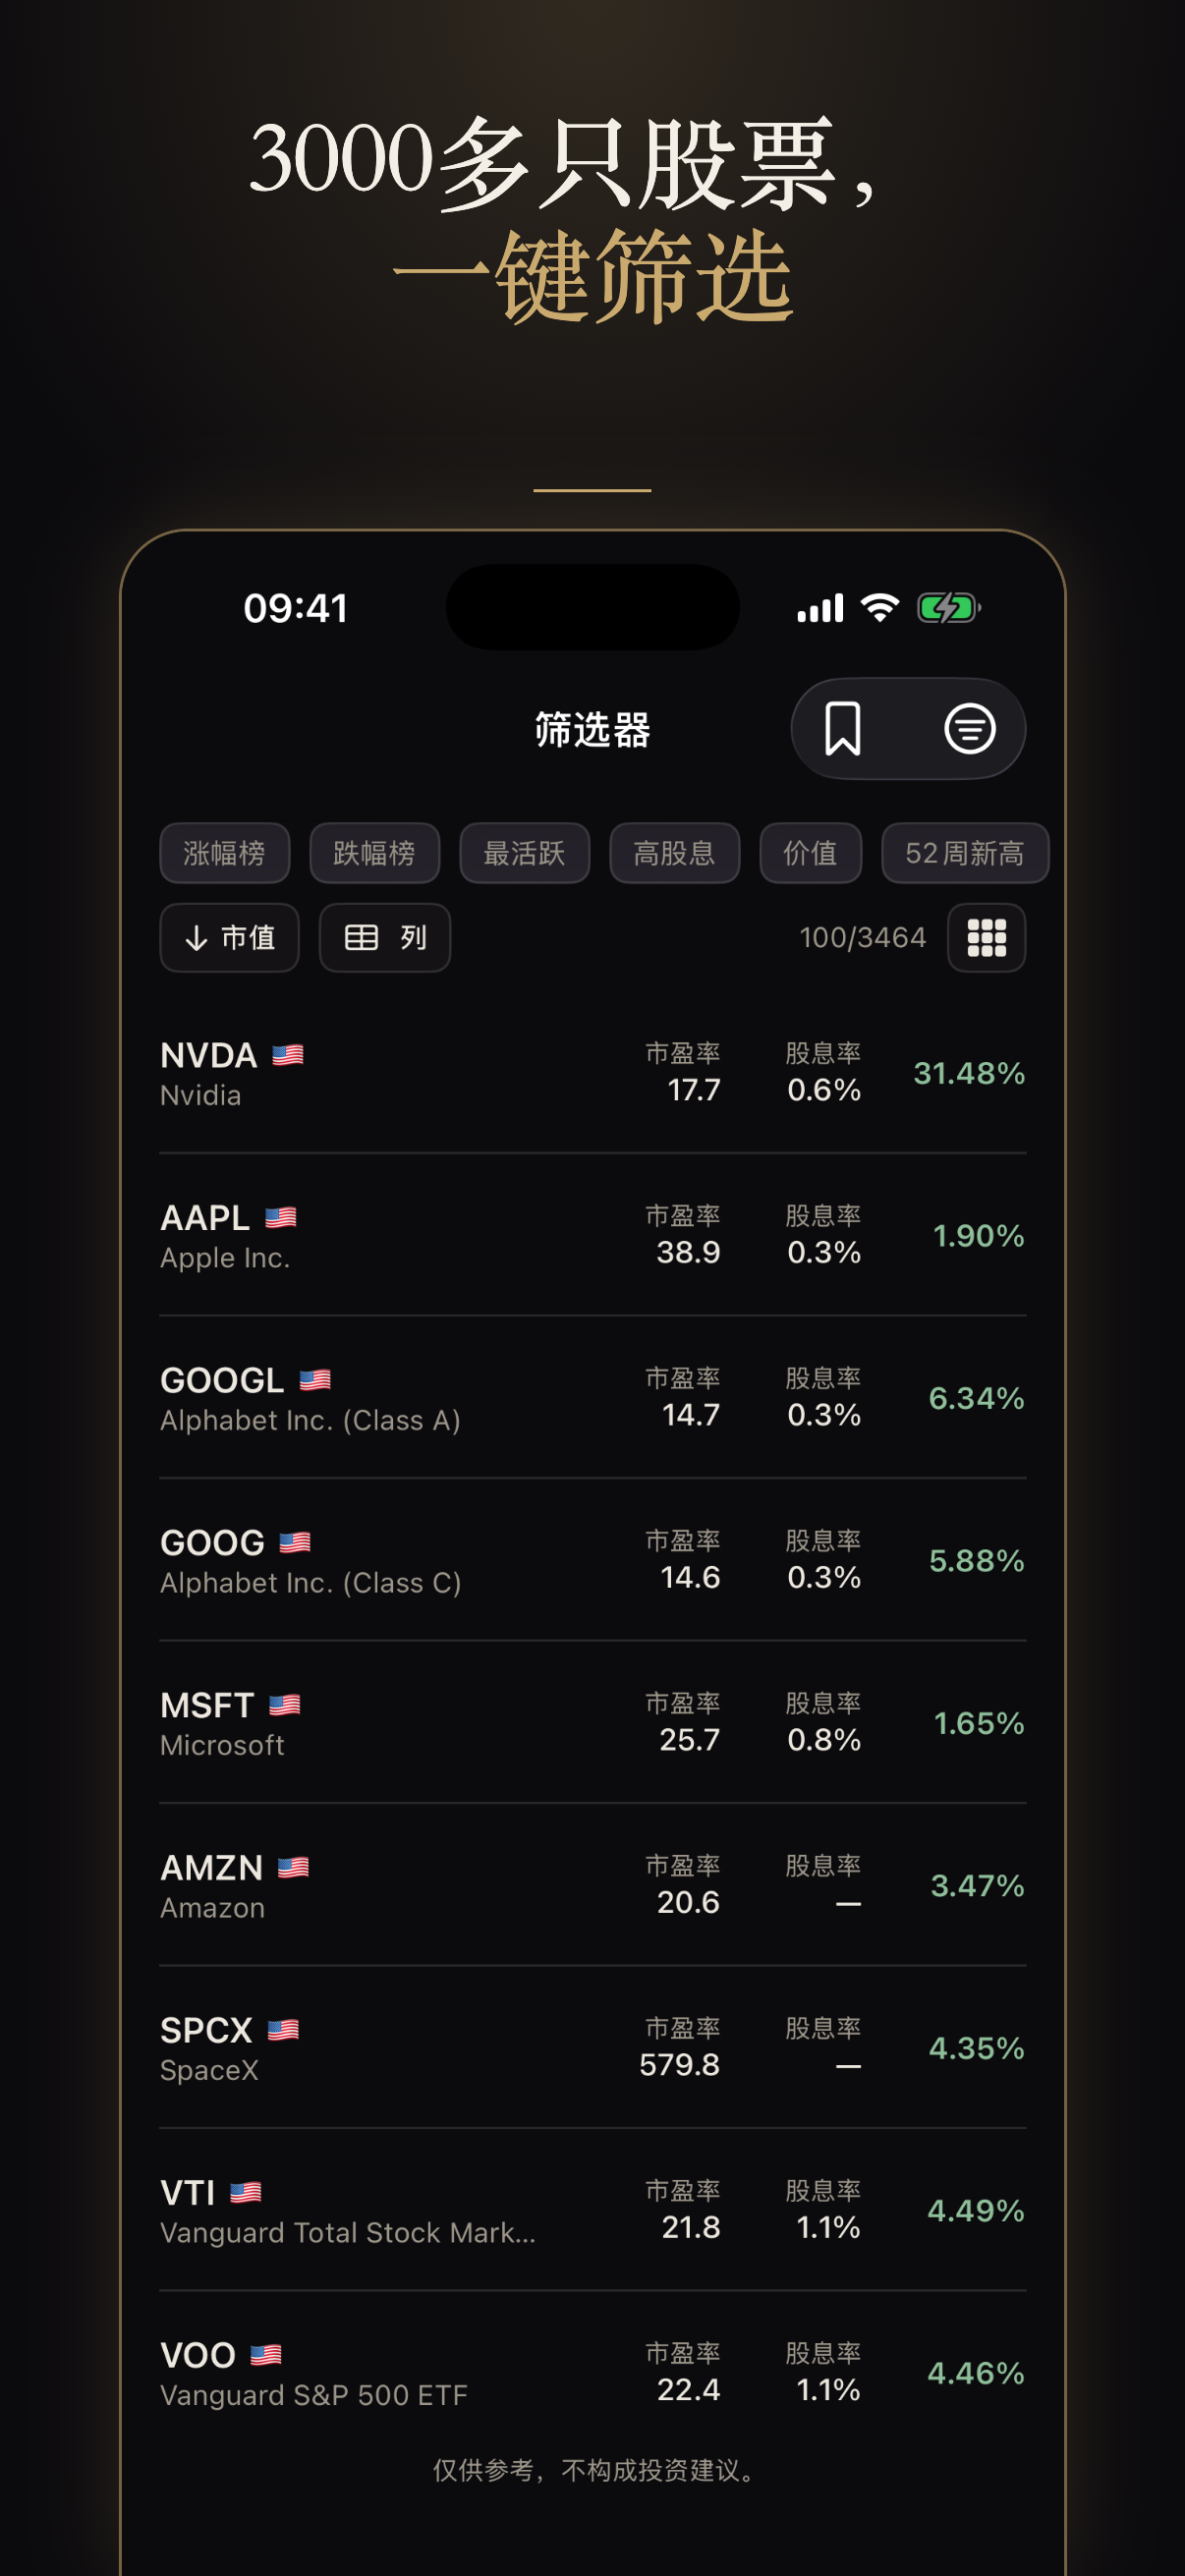 3000多只股票，
一键筛选
09:41
筛选器
涨幅榜 跌幅榜 最活跃 高股息 价值 52周新高
市值 列 100/3464
NVDA 市盈率 股息率 31.48%
Nvidia 17.7 0.6%
AAPL 市盈率 股息率 1.90%
Apple Inc. 38.9 0.3%
GOOGL 市盈率 股息率 6.34%
Alphabet Inc. (Class A) 14.7 0.3%
GOOG 市盈率 股息率 5.88%
Alphabet Inc. (Class C) 14.6 0.3%
MSFT 市盈率 股息率 1.65%
Microsoft 25.7 0.8%
AMZN 市盈率 股息率 3.47%
Amazon 20.6 —
SPCX 市盈率 股息率 4.35%
SpaceX 579.8 —
VTI 市盈率 股息率 4.49%
Vanguard Total Stock Mark... 21.8 1.1%
VOO 市盈率 股息率 4.46%
Vanguard S&P 500 ETF 22.4 1.1%
仅供参考，不构成投资建议。